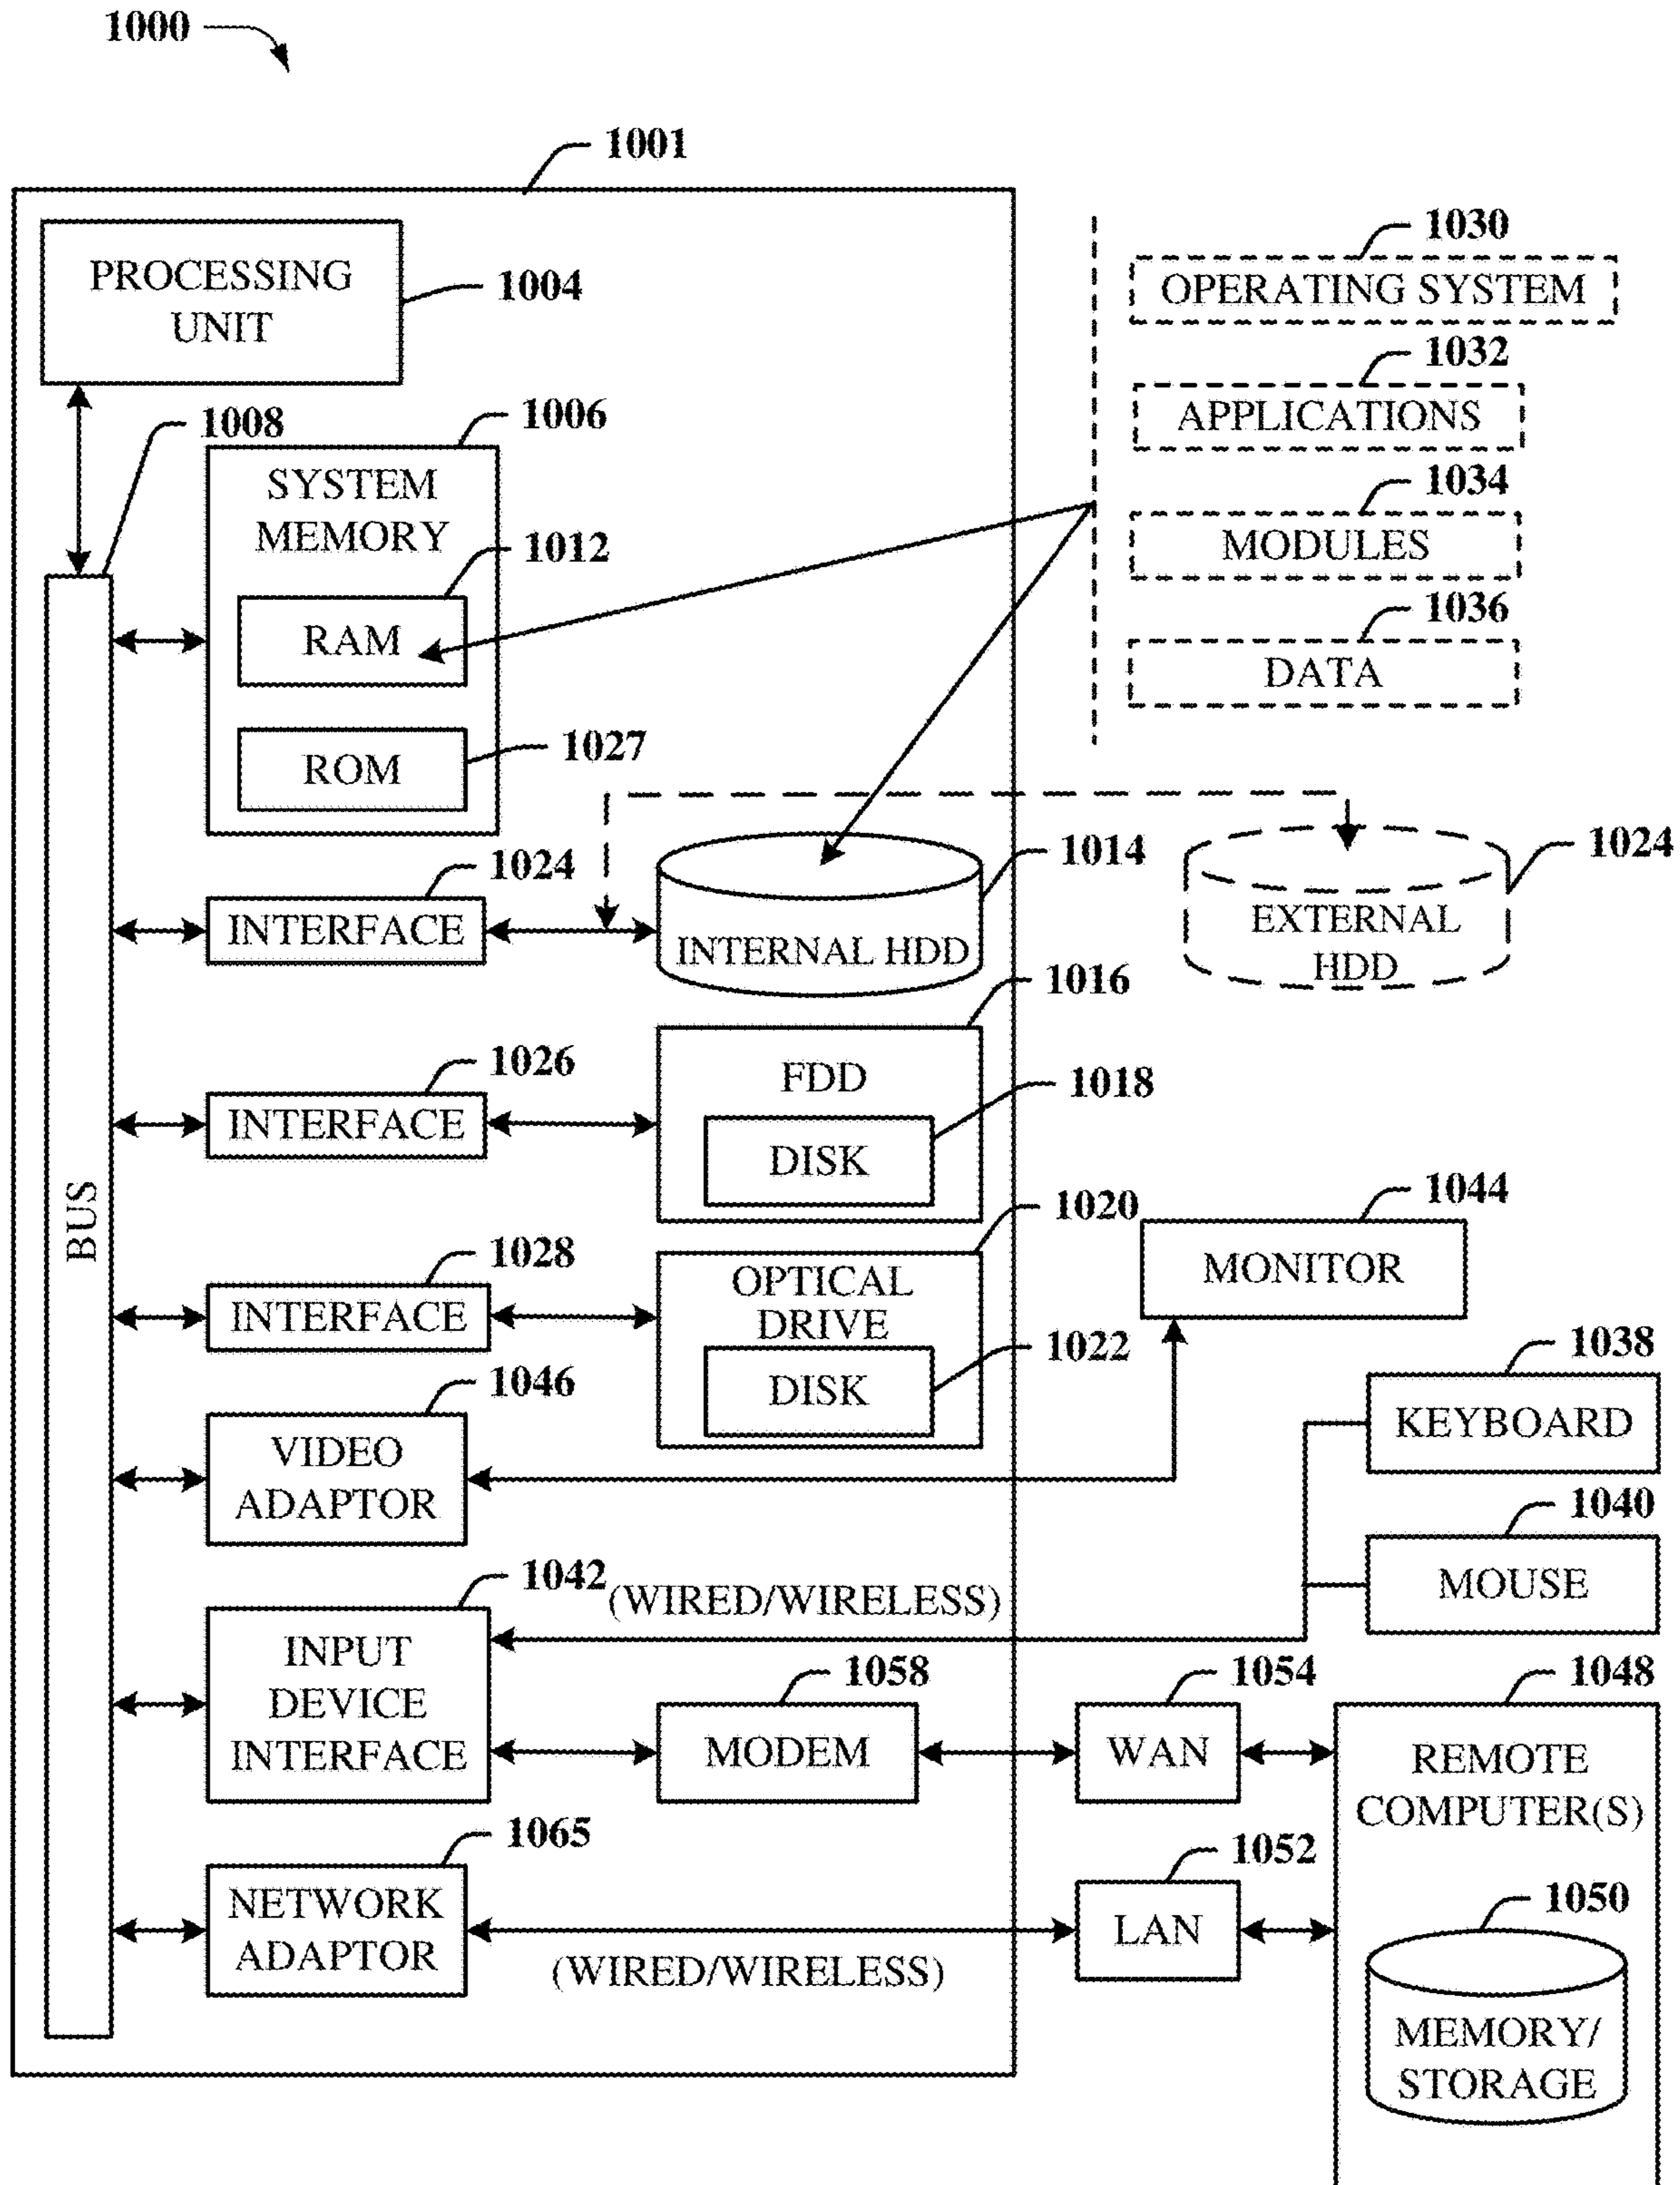 1000
1001
PROCESSING
UNIT
1004
1030
OPERATING SYSTEM
1032
APPLICATIONS
1034
MODULES
1036
DATA
1008
1006
SYSTEM
MEMORY
1012
RAM
1027
ROM
BUS
1024
INTERFACE
1014
INTERNAL HDD
1024
EXTERNAL
HDD
1026
INTERFACE
1016
FDD
1018
DISK
1028
INTERFACE
1020
OPTICAL
DRIVE
1022
DISK
1044
MONITOR
1046
VIDEO
ADAPTOR
1038
KEYBOARD
1040
MOUSE
1042
(WIRED/WIRELESS)
INPUT
DEVICE
INTERFACE
1058
MODEM
1054
WAN
1048
REMOTE
COMPUTER(S)
1065
NETWORK
ADAPTOR
(WIRED/WIRELESS)
1052
LAN
1050
MEMORY/
STORAGE